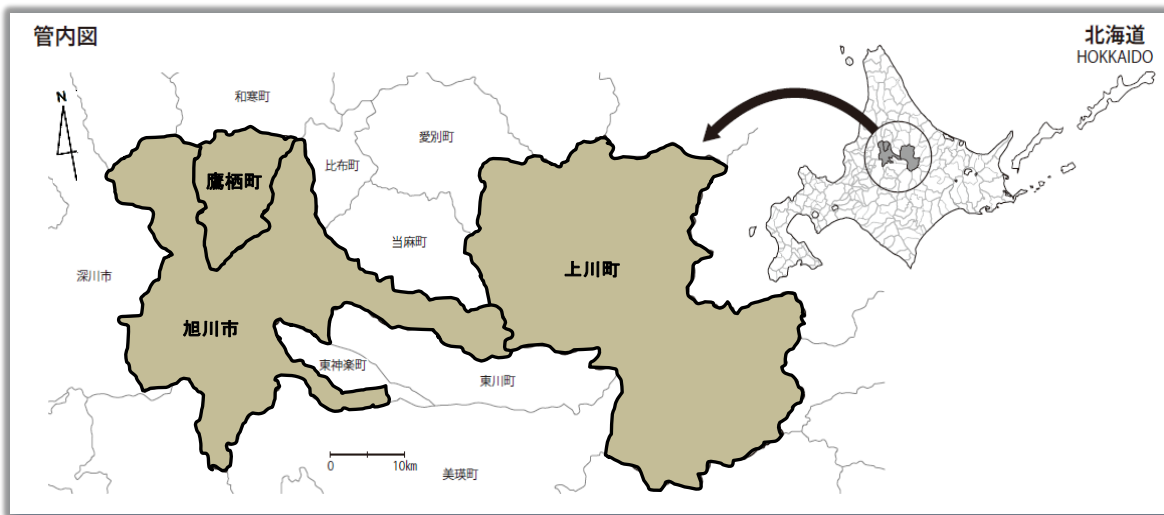 管内図
北海道
HOKKAIDO
N
和寒町
愛別町
比布町
鷹栖町
当麻町
上川町
深川市
旭川市
東神楽町
東川町
0 10km
美瑛町